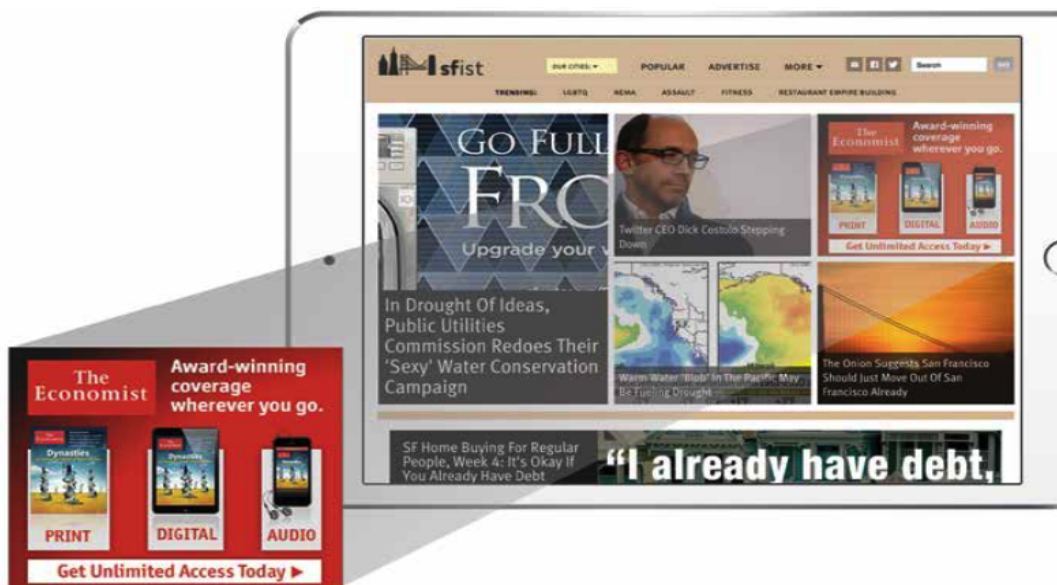 sfist
OUR CITIES:
POPULAR
ADVERTISE
MORE
Search
GO
TRENDING:
LGBTQ
NEMA
ASSAULT
FITNESS
RESTAURANT EMPIRE BUILDING
GO FULL
FRO
Upgrade your
In Drought Of Ideas,
Public Utilities
Commission Redoes Their
'Sexy' Water Conservation
Campaign
Twitter CEO Dick Costolo Stepping
Down
The
Economist
Award-winning
coverage
wherever you go.
PRINT
DIGITAL
AUDIO
Get Unlimited Access Today
Warm Water 'Blob' In The Pacific May
Be Fueling Drought
The Onion Suggests San Francisco
Should Just Move Out Of San
Francisco Already
SF Home Buying For Regular
People, Week 4: It's Okay If
You Already Have Debt
“I already have debt,
The
Economist
Award-winning
coverage
wherever you go.
Dynasties
Dynasties
PRINT
DIGITAL
AUDIO
Get Unlimited Access Today